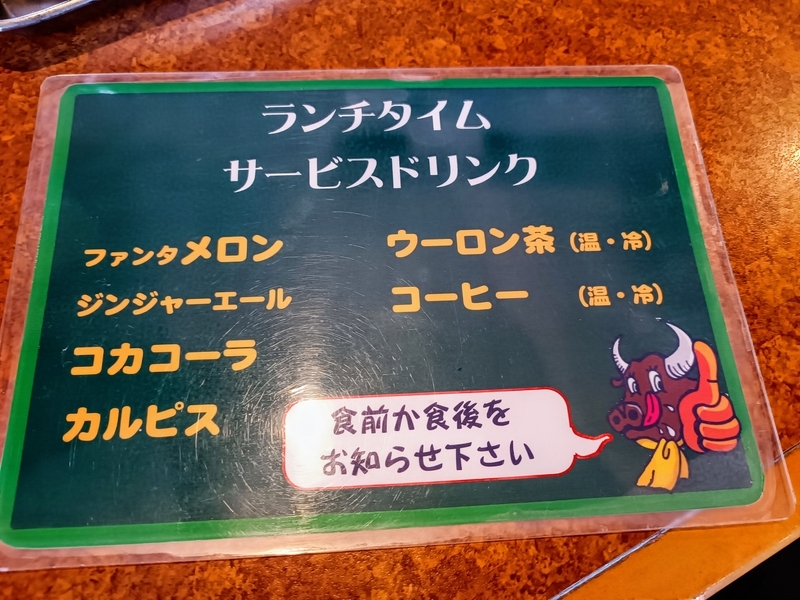 ランチタイム
サービスドリンク
ファンタメロン
ジンジャーエール
コカコーラ
カルピス
ウーロン茶(温・冷)
コーヒー (温・冷)
食前か食後を
お知らせ下さい